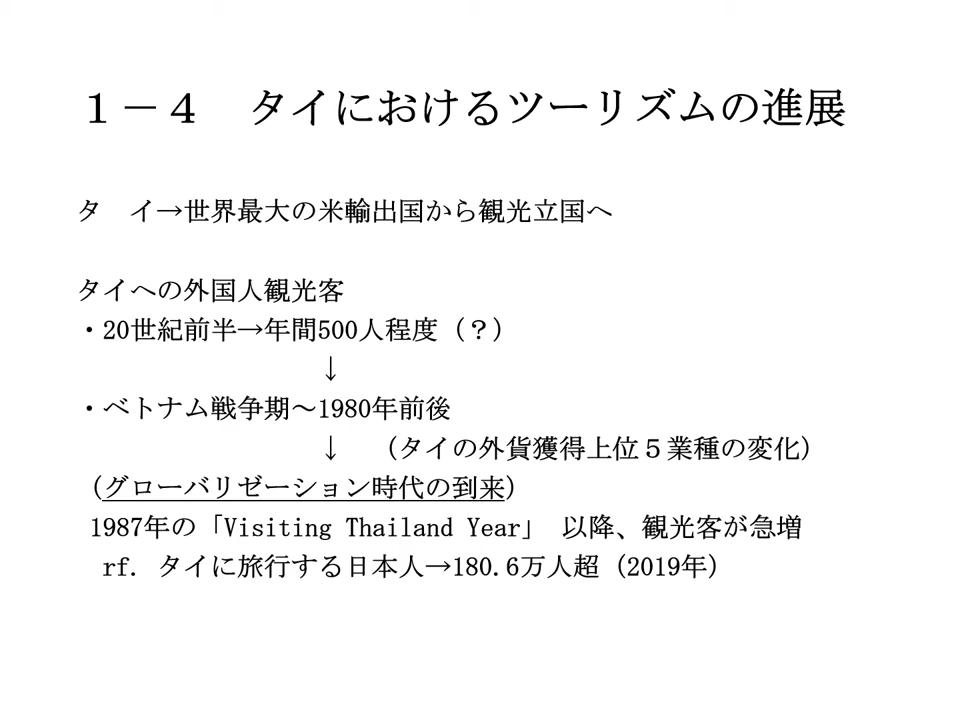 １－４　タイにおけるツーリズムの進展
タ　イ→世界最大の米輸出国から観光立国へ
タイへの外国人観光客
・20世紀前半→年間500人程度（？）
↓
・ベトナム戦争期～1980年前後
↓　（タイの外貨獲得上位５業種の変化）
（グローバリゼーション時代の到来）
1987年の「Visiting Thailand Year」 以降、観光客が急増
rf. タイに旅行する日本人→180.6万人超（2019年）